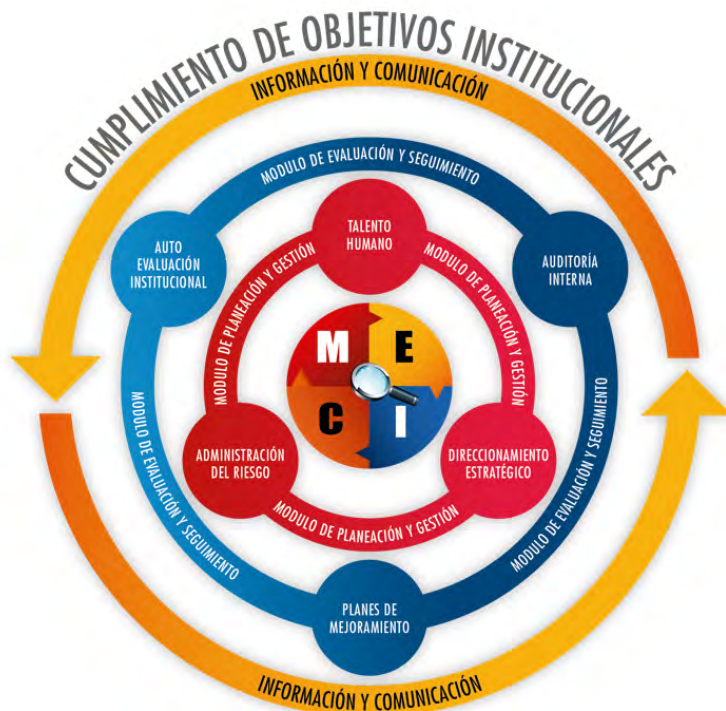 CUMPLIMIENTO DE OBJETIVOS INSTITUCIONALES
INFORMACIÓN Y COMUNICACIÓN
MODULO DE EVALUACIÓN Y SEGUIMIENTO
AUTO
EVALUACIÓN
INSTITUCIONAL
TALENTO
HUMANO
AUDITORÍA
INTERNA
MODULO DE PLANEACIÓN Y GESTIÓN
MODULO DE PLANEACIÓN Y GESTIÓN
M E
C I
MODULO DE EVALUACIÓN Y SEGUIMIENTO
MODULO DE EVALUACIÓN Y SEGUIMIENTO
ADMINISTRACIÓN
DEL RIESGO
DIRECCIONAMIENTO
ESTRATÉGICO
MODULO DE PLANEACIÓN Y GESTIÓN
PLANES DE
MEJORAMIENTO
INFORMACIÓN Y COMUNICACIÓN